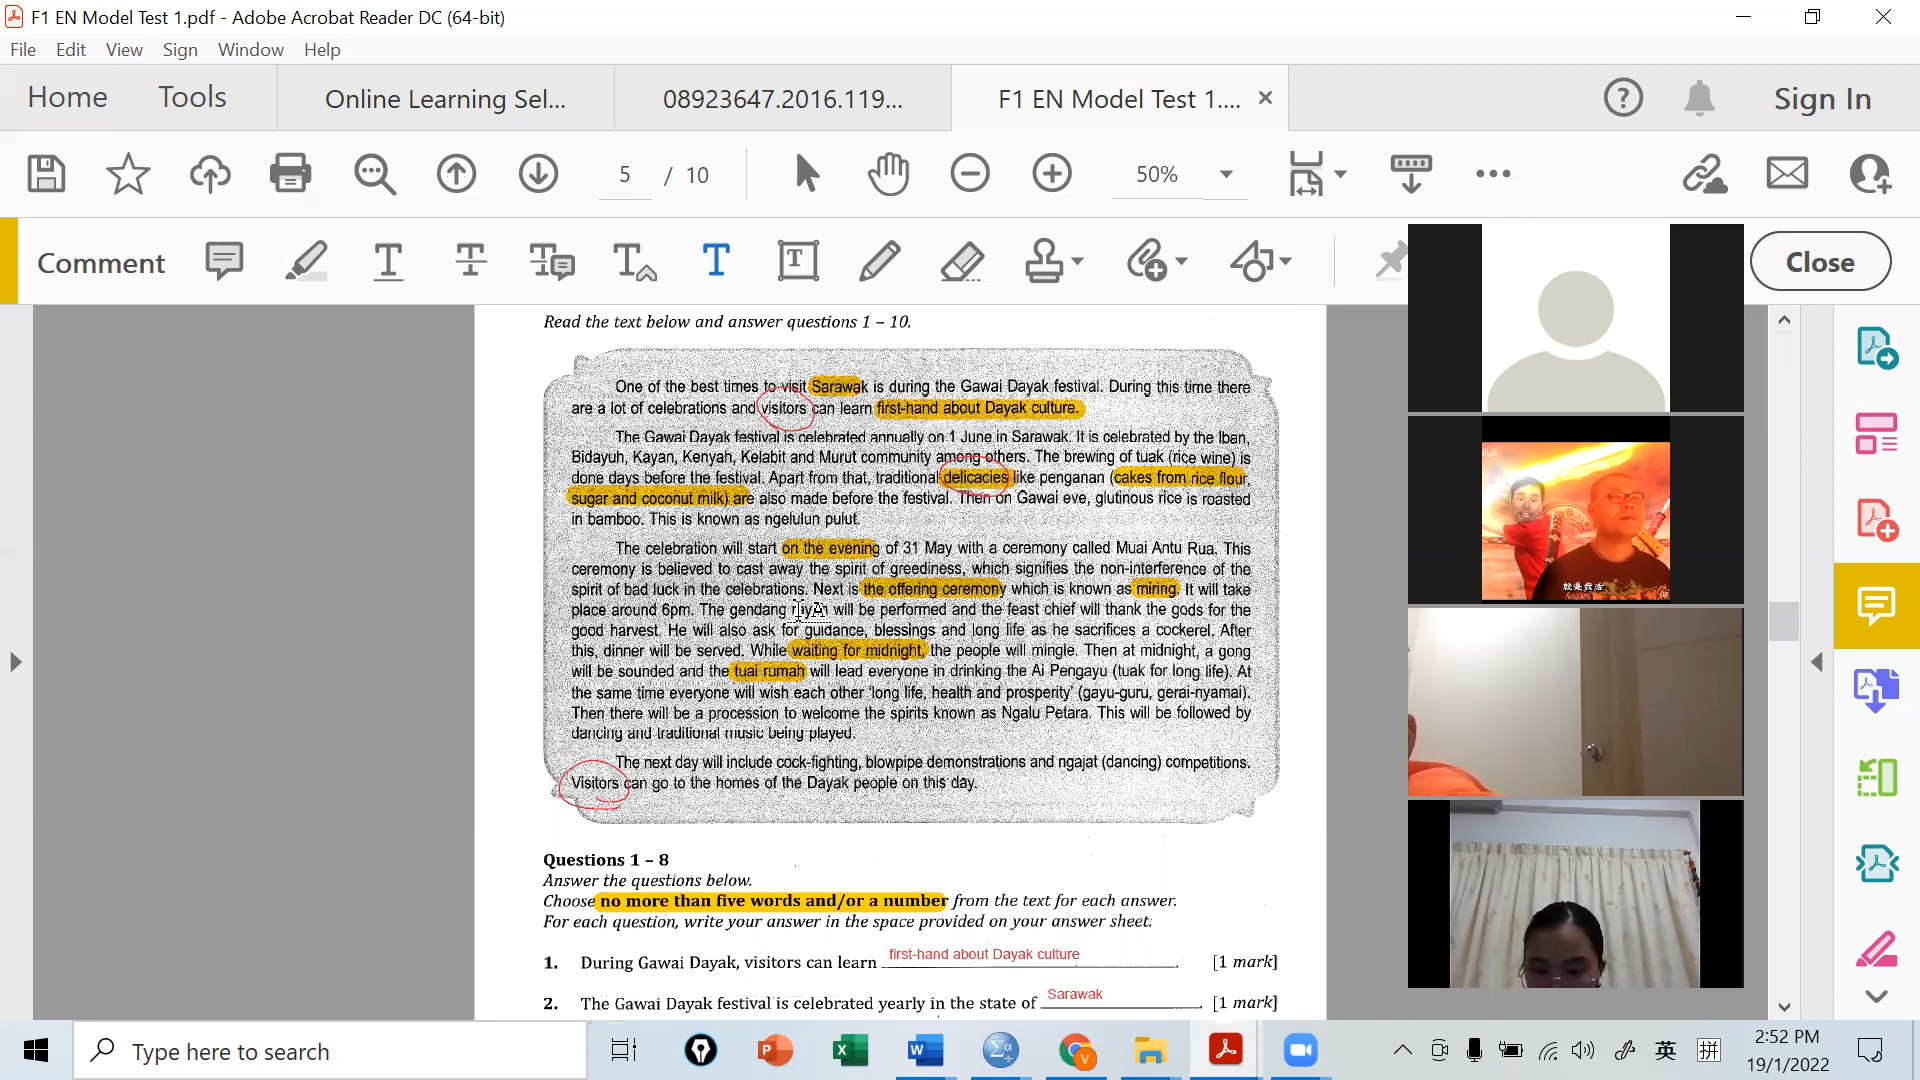 F1 EN Model Test 1.pdf - Adobe Acrobat Reader DC (64-bit)
File Edit View Sign Window Help
Home Tools Online Learning Sel... 08923647.2016.119... F1 EN Model Test 1.... Sign In
5 / 10 50%
Comment Close
Read the text below and answer questions 1 – 10.
One of the best times to visit Sarawak is during the Gawai Dayak festival. During this time there
are a lot of celebrations and visitors can learn first-hand about Dayak culture.
The Gawai Dayak festival is celebrated annually on 1 June in Sarawak. It is celebrated by the Iban,
Bidayuh, Kayan, Kenyah, Kelabit and Murut community among others. The brewing of tuak (rice wine) is
done days before the festival. Apart from that, traditional delicacies like penganan (cakes from rice flour,
sugar and coconut milk) are also made before the festival. Then on Gawai eve, glutinous rice is roasted
in bamboo. This is known as ngelulun pulut.
The celebration will start on the evening of 31 May with a ceremony called Muai Antu Rua. This
ceremony is believed to cast away the spirit of greediness, which signifies the non-interference of the
spirit of bad luck in the celebrations. Next is the offering ceremony which is known as miring. It will take
place around 6pm. The gendang will be performed and the feast chief will thank the gods for the
good harvest. He will also ask for guidance, blessings and long life as he sacrifices a cockerel. After
this, dinner will be served. While waiting for midnight, the people will mingle. Then at midnight, a gong
will be sounded and the tuai rumah will lead everyone in drinking the Ai Pengayu (tuak for long life). At
the same time everyone will wish each other 'long life, health and prosperity' (gayu-guru, gerai-nyamai).
Then there will be a procession to welcome the spirits known as Ngalu Petara. This will be followed by
dancing and traditional music being played.
The next day will include cock-fighting, blowpipe demonstrations and ngajat (dancing) competitions.
Visitors can go to the homes of the Dayak people on this day.
Questions 1 – 8
Answer the questions below.
Choose no more than five words and/or a number from the text for each answer.
For each question, write your answer in the space provided on your answer sheet.
1. During Gawai Dayak, visitors can learn first-hand about Dayak culture. [1 mark]
2. The Gawai Dayak festival is celebrated yearly in the state of Sarawak. [1 mark]
就是我活
Type here to search
英 拼
2:52 PM
19/1/2022